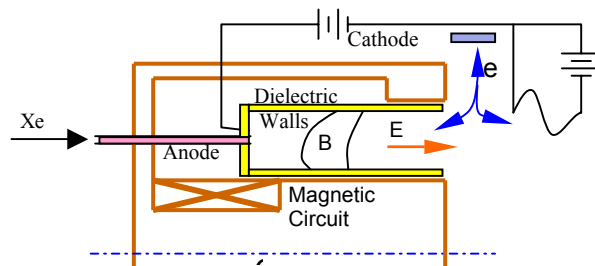 Cathode
e
Dielectric
Walls
Xe
B
E
Anode
Magnetic
Circuit